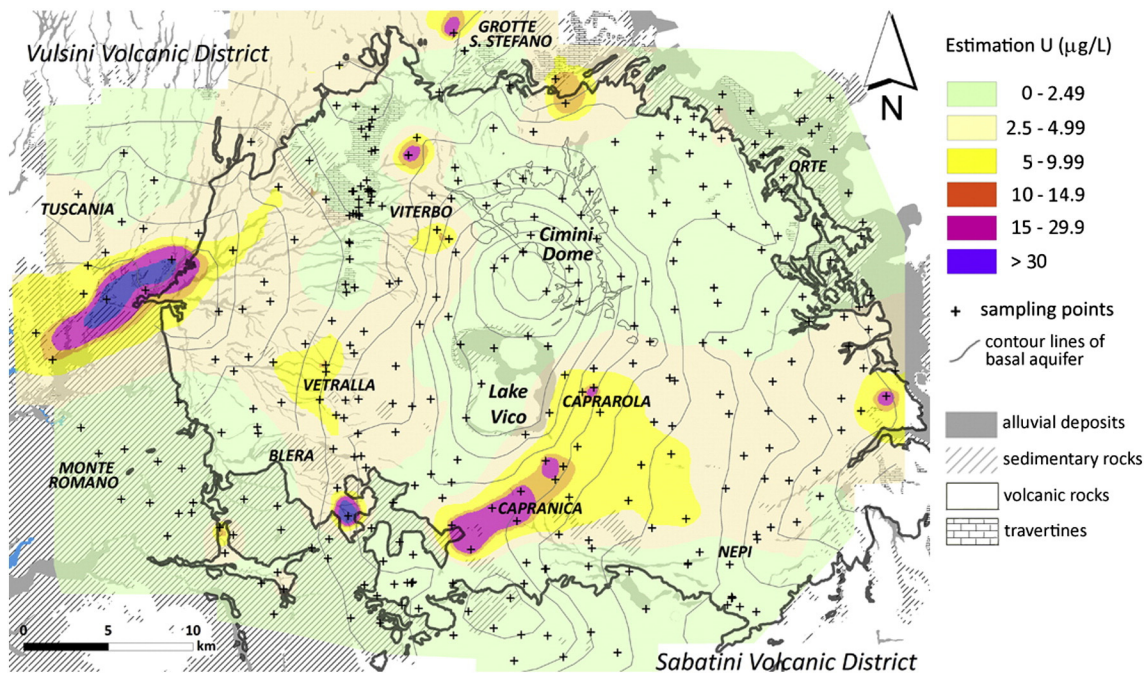 Vulsini Volcanic District
GROTTE
S. STEFANO
N
ORTE
TUSCANIA
VITERBO
Cimini
Dome
VETRALLA
Lake
Vico
CAPRAROLA
BLERA
MONTE
ROMANO
CAPRANICA
NEPI
0 5 10
km
Sabatini Volcanic District
Estimation U (μg/L)
0 - 2.49
2.5 - 4.99
5 - 9.99
10 - 14.9
15 - 29.9
> 30
sampling points
contour lines of
basal aquifer
alluvial deposits
sedimentary rocks
volcanic rocks
travertines